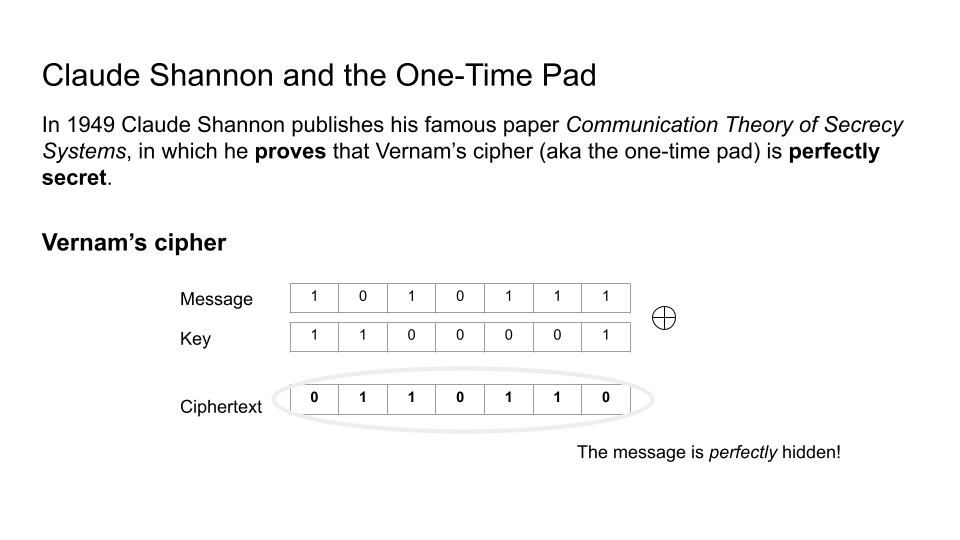 Claude Shannon and the One-Time Pad
In 1949 Claude Shannon publishes his famous paper Communication Theory of Secrecy
Systems, in which he proves that Vernam's cipher (aka the one-time pad) is perfectly
secret.
Vernam's cipher
Message 1 0 1 0 1 1 1
⊕
Key 1 1 0 0 0 0 1
Ciphertext 0 1 1 0 1 1 0
The message is perfectly hidden!